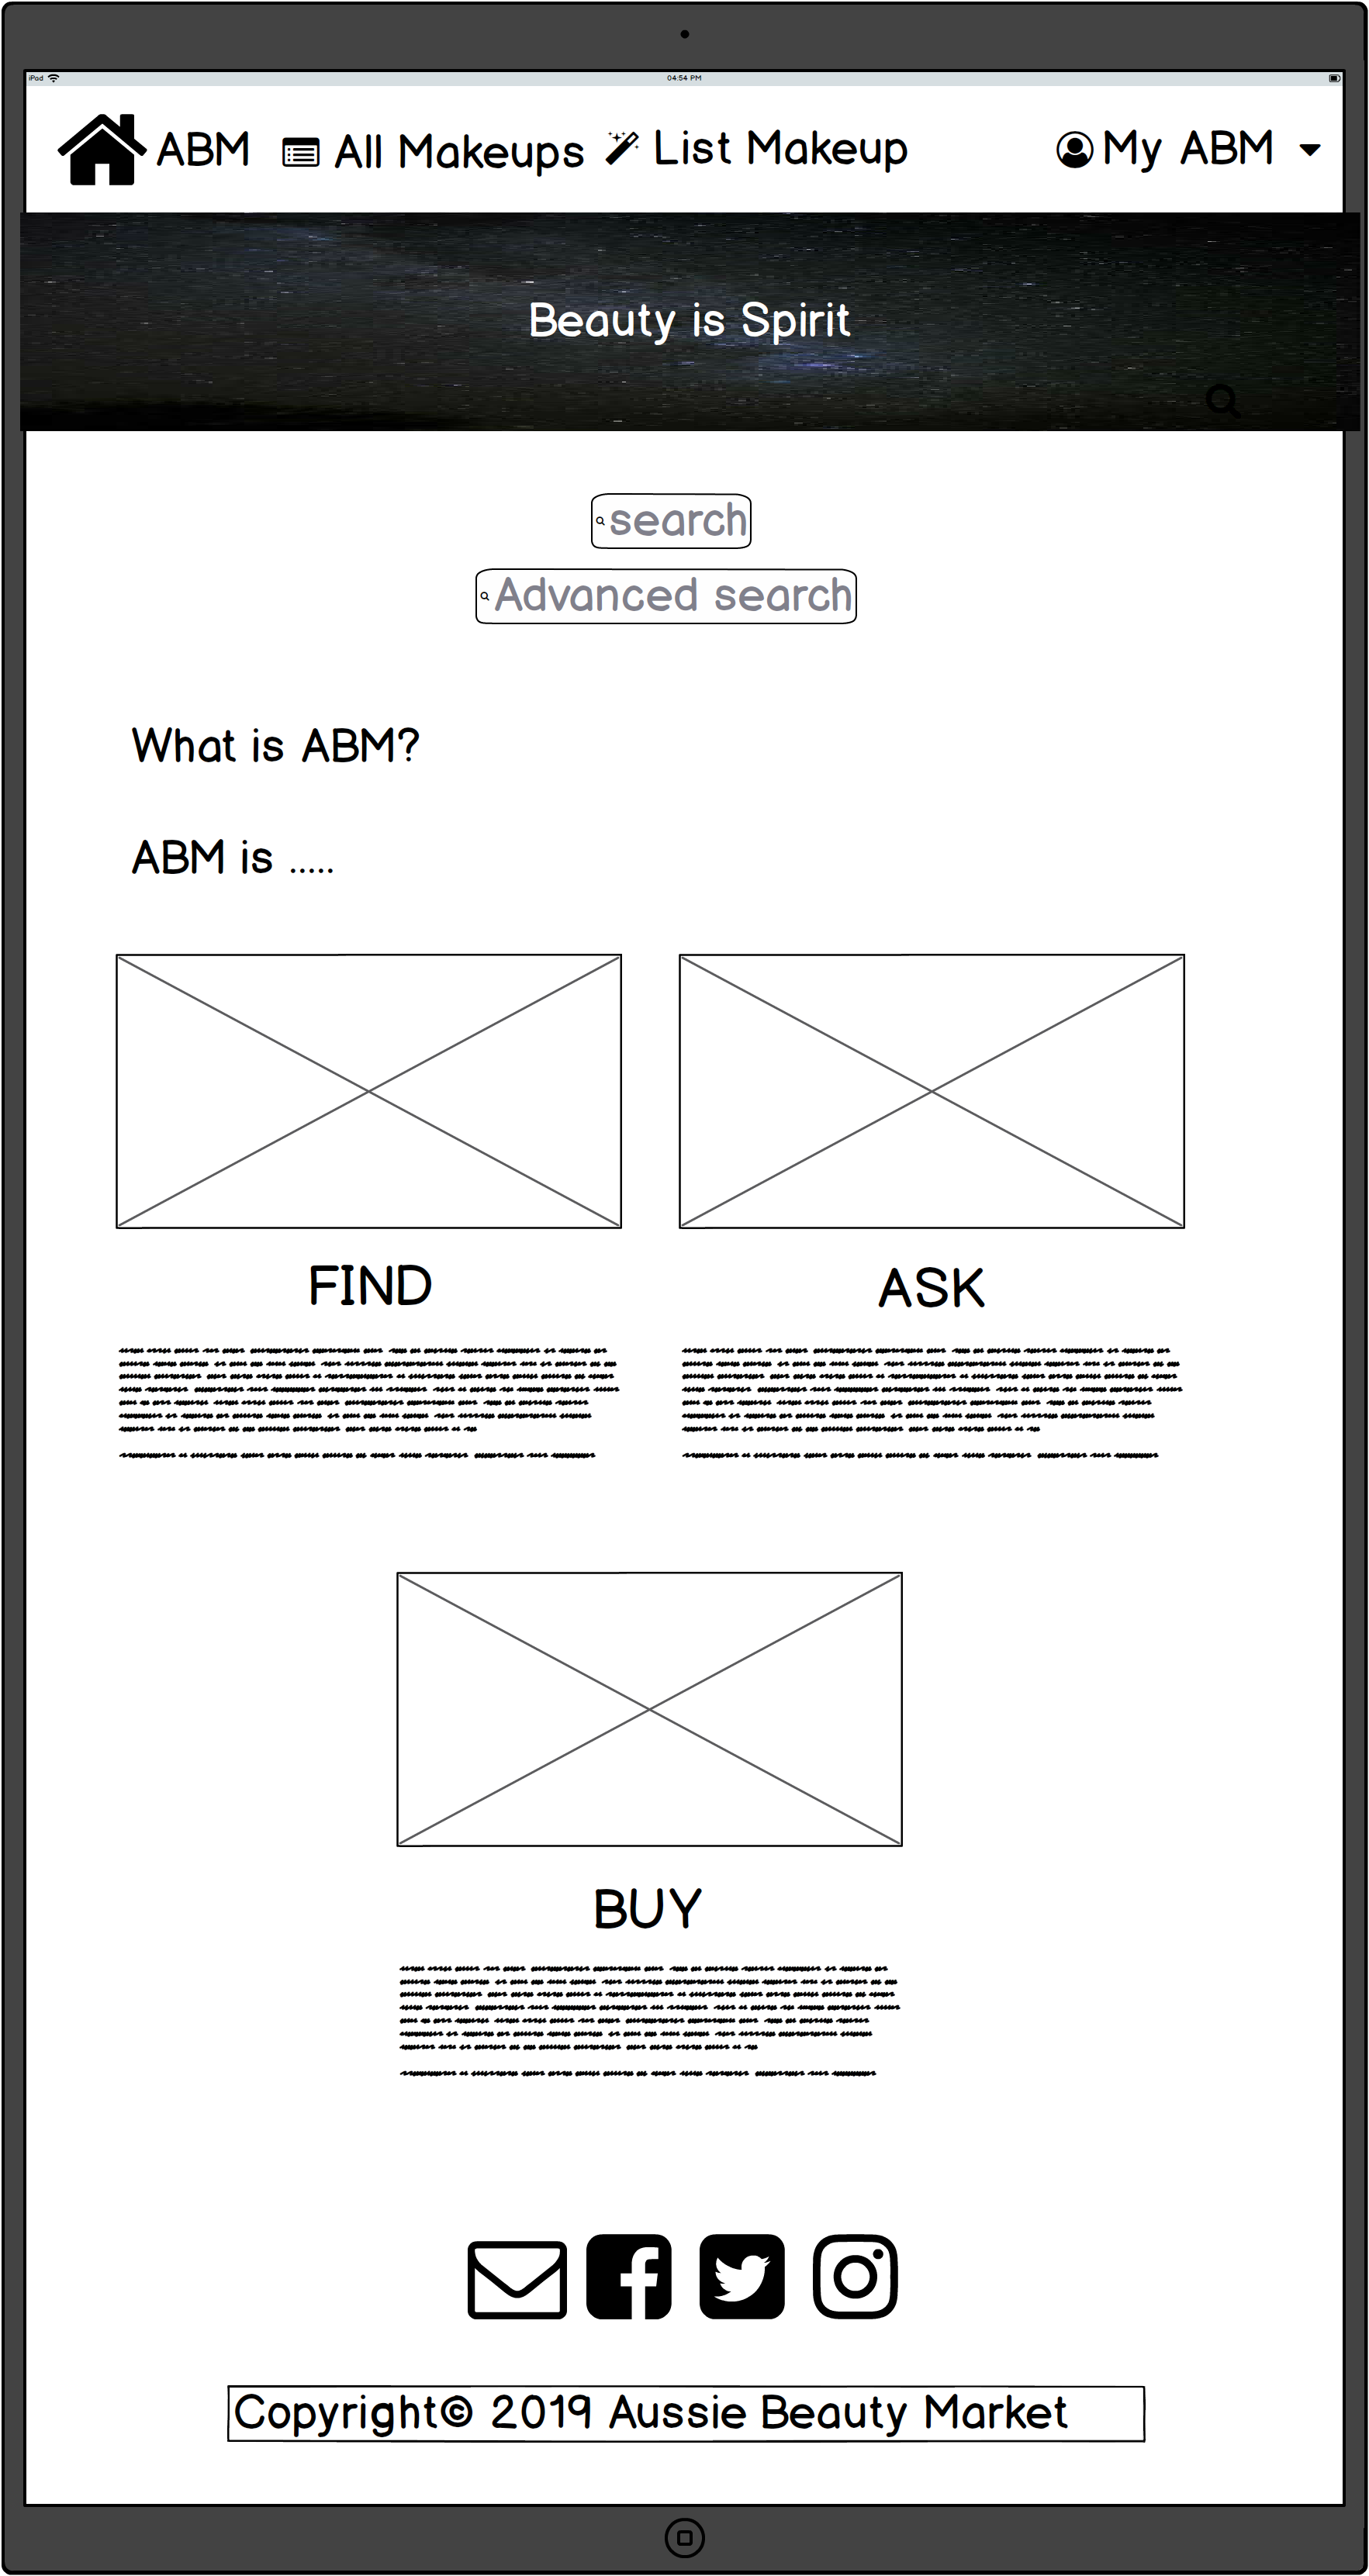 iPad 04:54 PM
ABM All Makeups List Makeup My ABM
Beauty is Spirit
search
Advanced search
What is ABM?
ABM is .....
FIND ASK
BUY
Copyright© 2019 Aussie Beauty Market